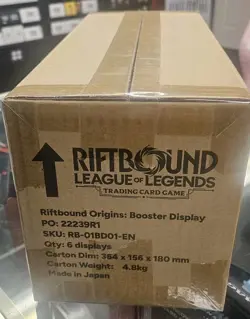 RIFTBOUND
LEAGUE OF LEGENDS
TRADING CARD GAME
Riftbound Origins: Booster Display
PO: 22239R1
SKU: RB-01BD01-EN
Qty: 6 displays
Carton Dim: 384 x 156 x 180 mm
Carton Weight: 4.8kg
Made in Japan